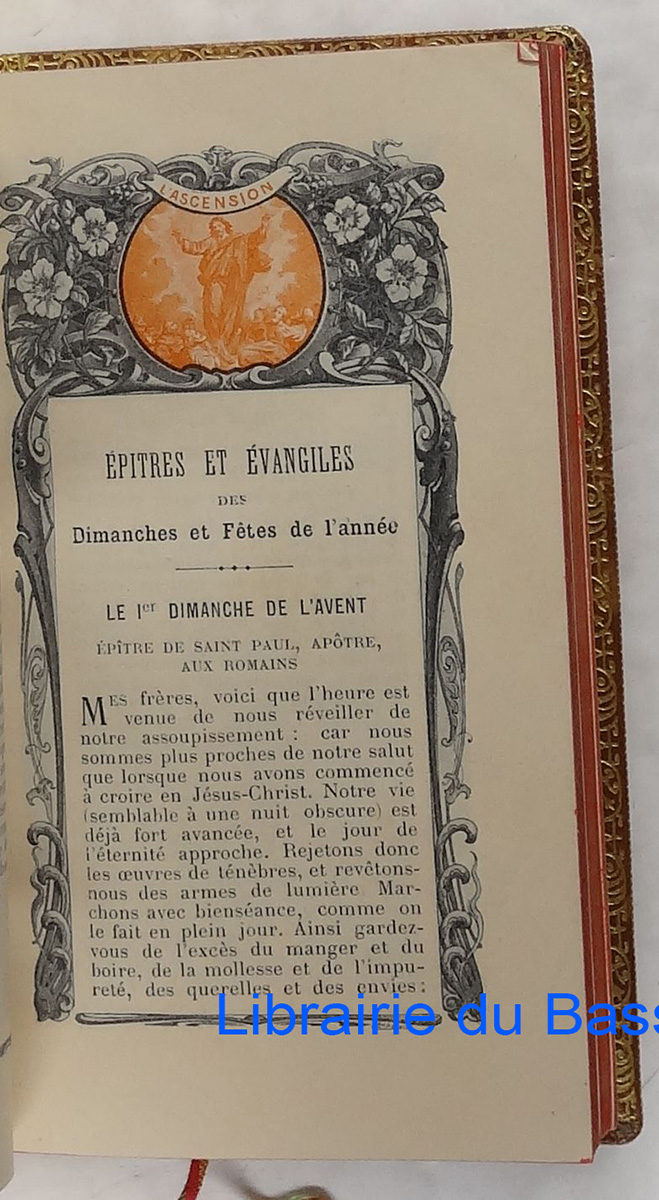 L'ASCENSION
ÉPITRES ET ÉVANGILES
DES
Dimanches et Fêtes de l'année
LE Ier DIMANCHE DE L'AVENT
ÉPÎTRE DE SAINT PAUL, APÔTRE,
AUX ROMAINS
MES frères, voici que l'heure est
venue de nous réveiller de
notre assoupissement : car nous
sommes plus proches de notre salut
que lorsque nous avons commencé
à croire en Jésus-Christ. Notre vie
(semblable à une nuit obscure) est
déjà fort avancée, et le jour de
l'éternité approche. Rejetons donc
les œuvres de ténèbres, et revêtons-
nous des armes de lumière Mar-
chons avec bienséance, comme on
le fait en plein jour. Ainsi gardez-
vous de l'excès du manger et du
boire, de la mollesse et de l'impu-
reté, des querelles et des envies :
Librairie du Bass